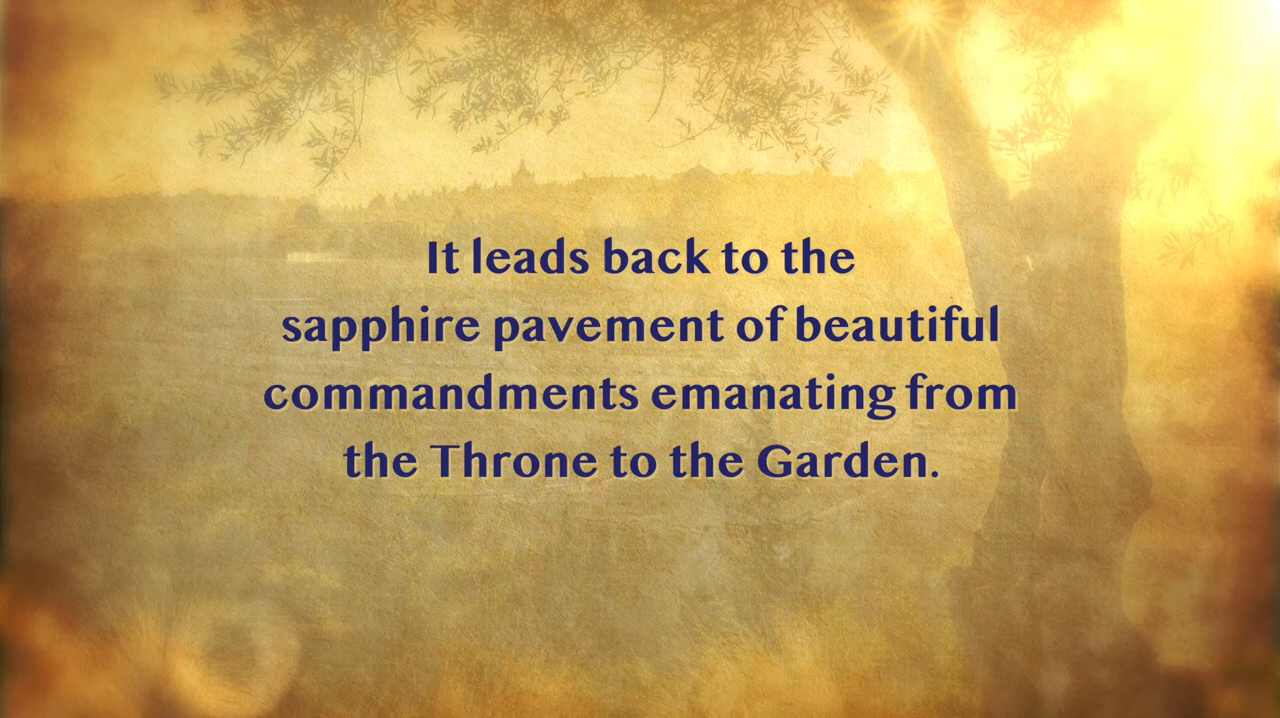 It leads back to the
sapphire pavement of beautiful
commandments emanating from
the Throne to the Garden.